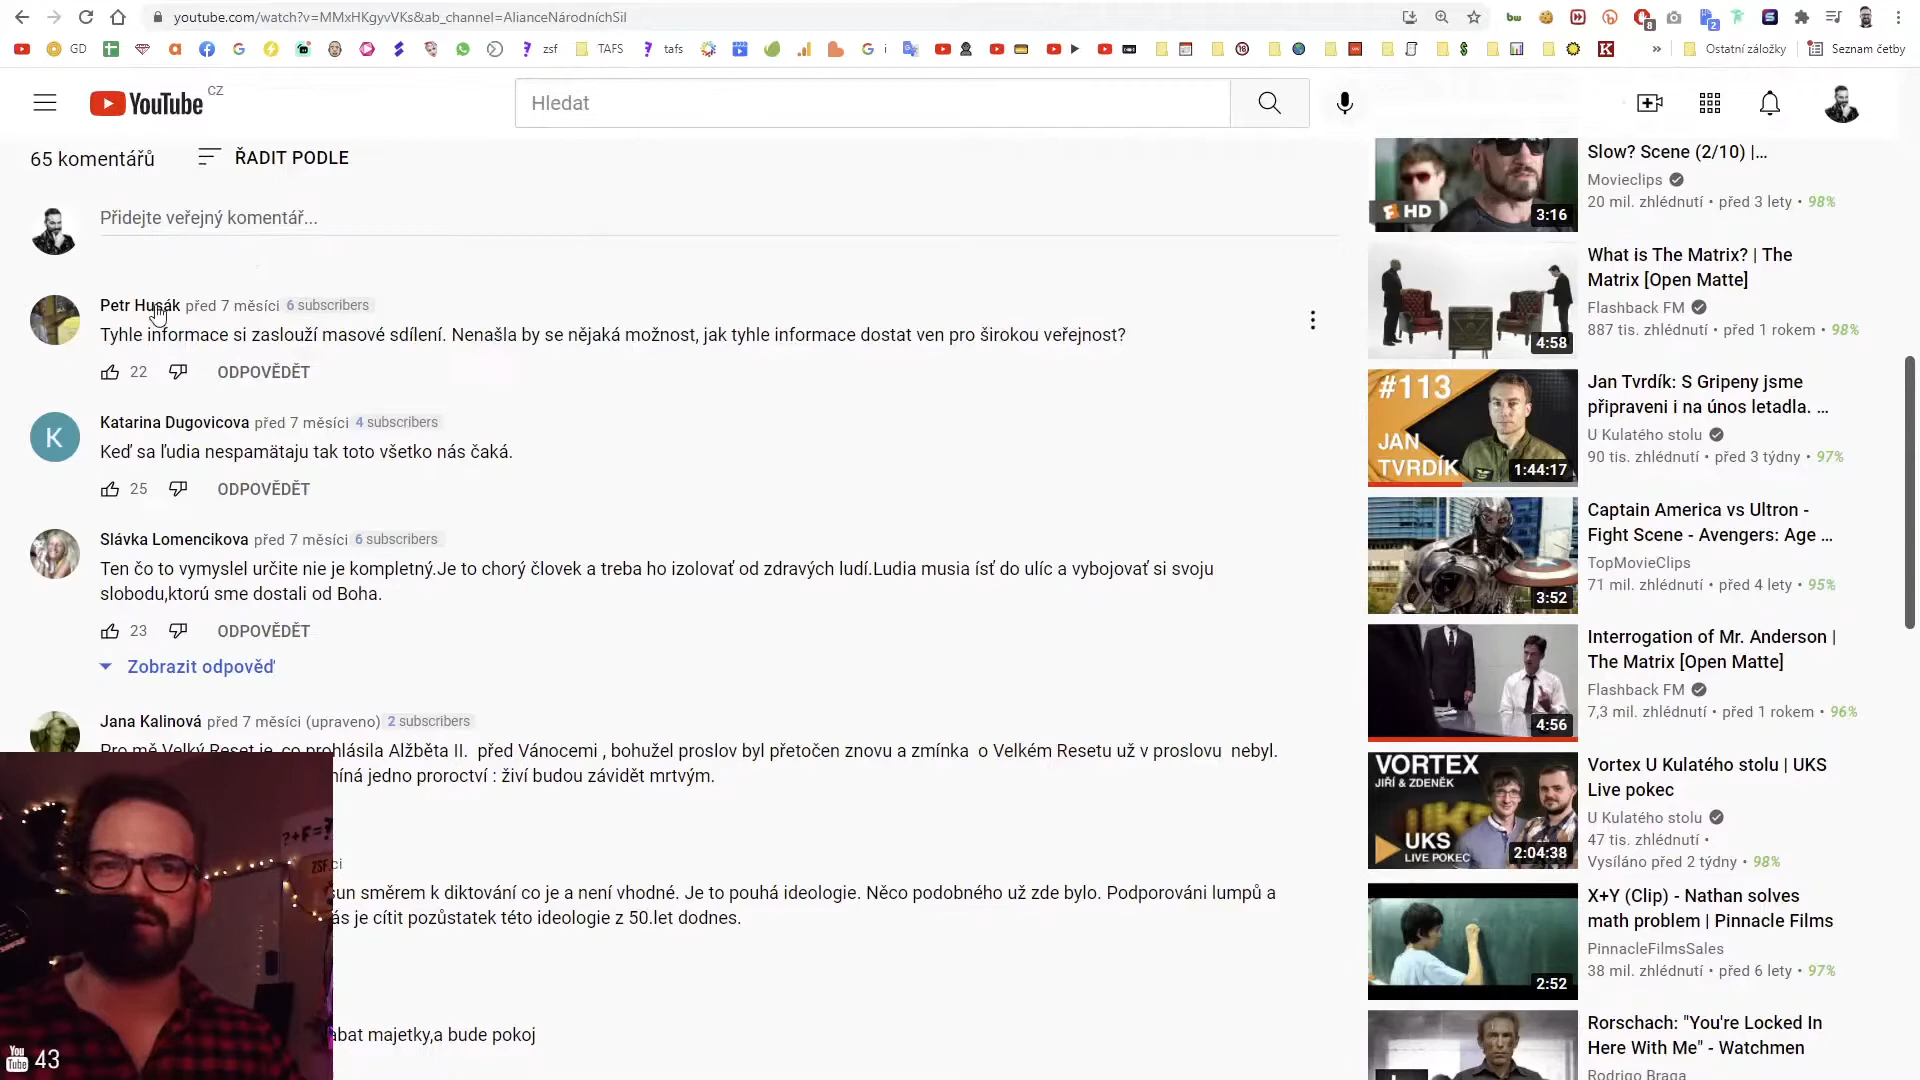 youtube.com/watch?v=MMxHKgyvVKs&ab_channel=AlianceNárodníchSil
GD
zsf
TAFS
tafs
Ostatní záložky
Seznam četby
YouTube CZ
Hledat
65 komentářů
ŘADIT PODLE
Přidejte veřejný komentář...
Petr Husák před 7 měsíci 6 subscribers
Tyhle informace si zaslouží masové sdílení. Nenašla by se nějaká možnost, jak tyhle informace dostat ven pro širokou veřejnost?
22 ODPOVĚDĚT
Katarina Dugovicova před 7 měsíci 4 subscribers
Keď sa ľudia nespamätaju tak toto všetko nás čaká.
25 ODPOVĚDĚT
Slávka Lomencikova před 7 měsíci 6 subscribers
Ten čo to vymyslel určite nie je kompletný.Je to chorý človek a treba ho izolovať od zdravých ludí.Ludia musia ísť do ulíc a vybojovať si svoju
slobodu,ktorú sme dostali od Boha.
23 ODPOVĚDĚT
Zobrazit odpověď
Jana Kalinová před 7 měsíci (upraveno) 2 subscribers
Pro mě Velký Reset je, co prohlásila Alžběta II. před Vánocemi , bohužel proslov byl přetočen znovu a zmínka o Velkém Resetu už v proslovu nebyl.
jedno proroctví : živí budou závidět mrtvým.
směrem k diktování co je a není vhodné. Je to pouhá ideologie. Něco podobného už zde bylo. Podporováni lumpů a
je cítit pozůstatek této ideologie z 50.let dodnes.
majetky,a bude pokoj
?+F=?
ZSF
You
Tube 43
Slow? Scene (2/10) |...
Movieclips
20 mil. zhlédnutí • před 3 lety • 98%
HD
3:16
What is The Matrix? | The
Matrix [Open Matte]
Flashback FM
887 tis. zhlédnutí • před 1 rokem • 98%
4:58
#113
JAN
TVRDÍK
1:44:17
Jan Tvrdík: S Gripeny jsme
připraveni i na únos letadla. ...
U Kulatého stolu
90 tis. zhlédnutí • před 3 týdny • 97%
Captain America vs Ultron -
Fight Scene - Avengers: Age ...
TopMovieClips
71 mil. zhlédnutí • před 4 lety • 95%
3:52
Interrogation of Mr. Anderson |
The Matrix [Open Matte]
Flashback FM
7,3 mil. zhlédnutí • před 1 rokem • 96%
4:56
VORTEX
JIŘÍ & ZDENĚK
UKS
LIVE POKEC
2:04:38
Vortex U Kulatého stolu | UKS
Live pokec
U Kulatého stolu
47 tis. zhlédnutí •
Vysíláno před 2 týdny • 98%
X+Y (Clip) - Nathan solves
math problem | Pinnacle Films
PinnacleFilmsSales
38 mil. zhlédnutí • před 6 lety • 97%
2:52
Rorschach: "You're Locked In
Here With Me" - Watchmen
Rodrigo Braga